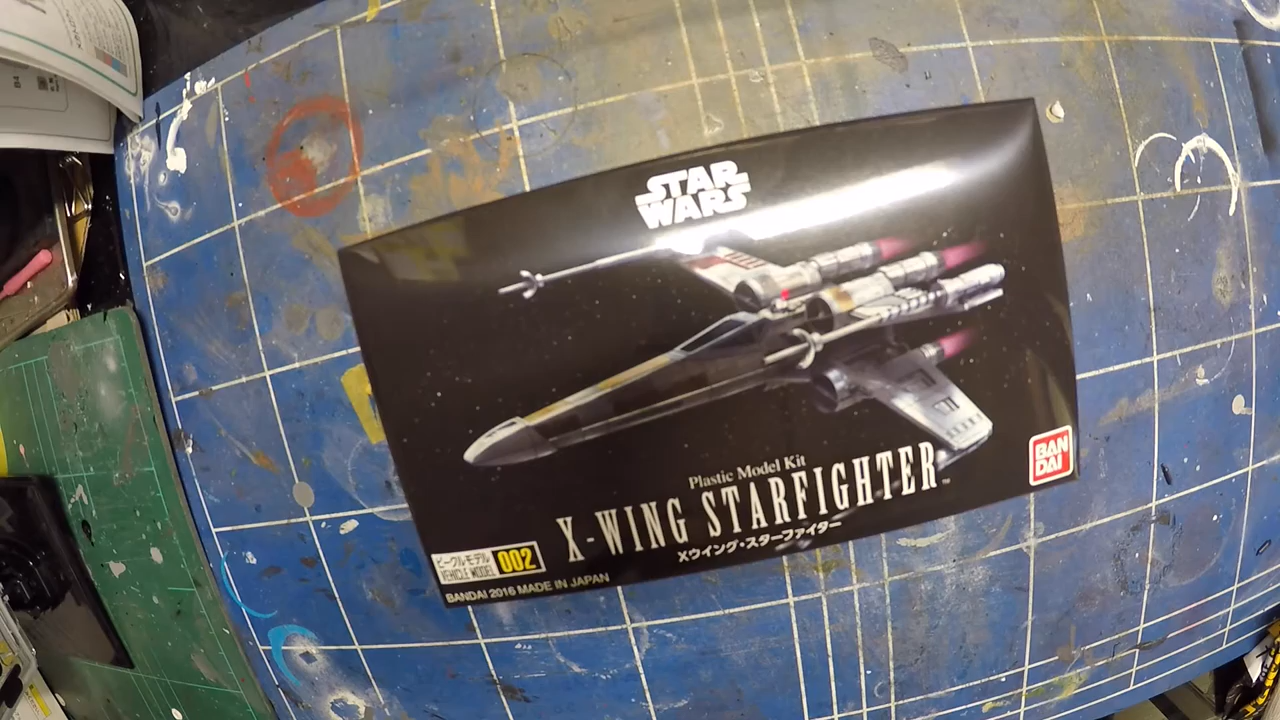 STAR
WARS
Plastic Model Kit
X-WING STARFIGHTER™
Xウイング・スターファイター
ビークルモデル
VEHICLE MODEL
002
BAN
DAI
BANDAI 2016 MADE IN JAPAN